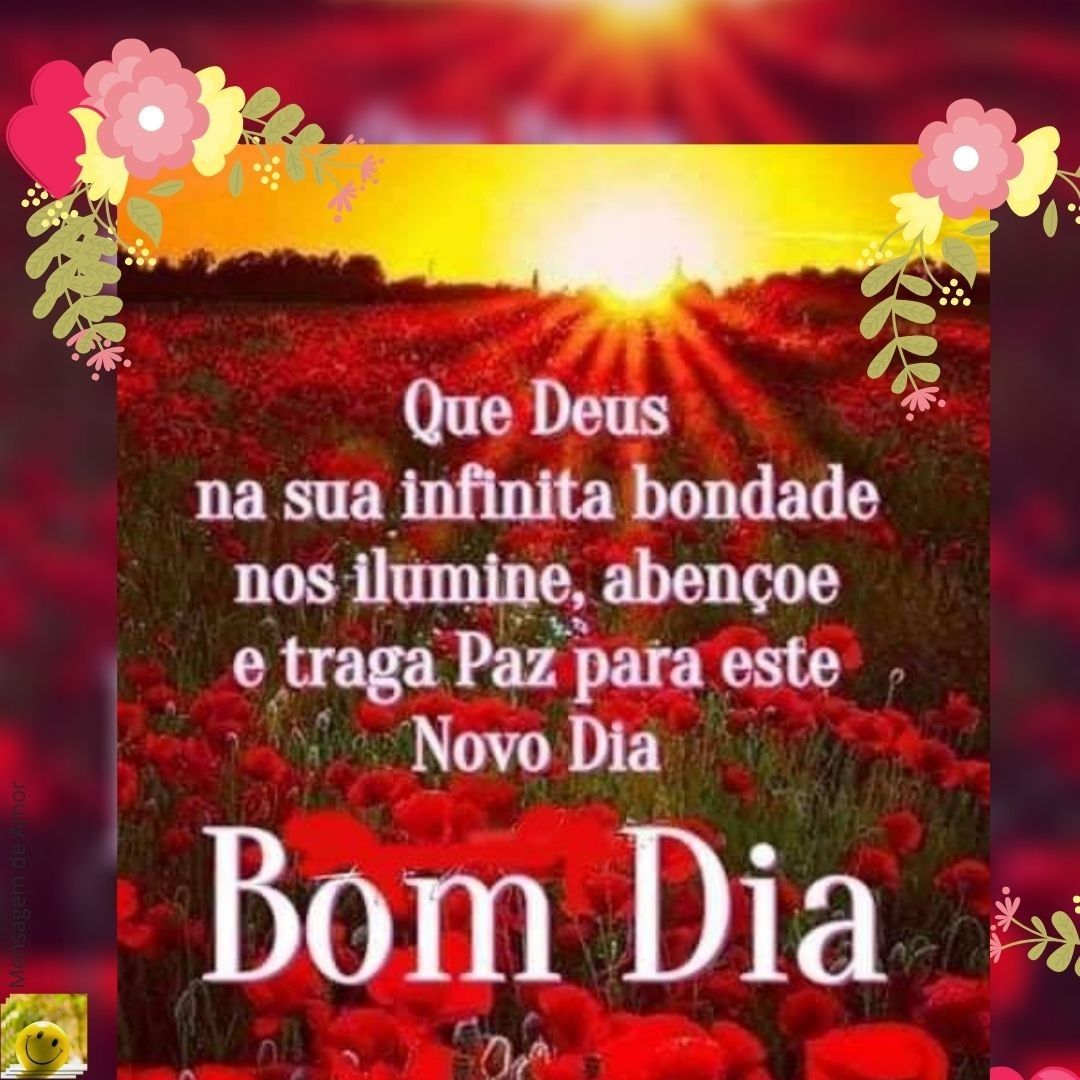 Que Deus
na sua infinita bondade
nos ilumine, abençoe
e traga Paz para este
Novo Dia
Bom Dia
Mensagem de Amor